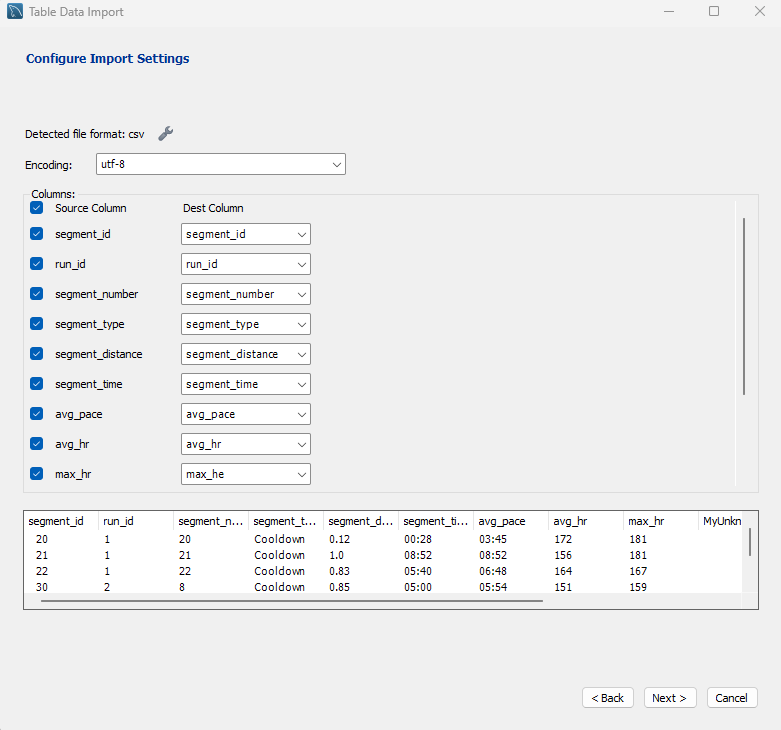 Table Data Import
Configure Import Settings
Detected file format: csv
Encoding: utf-8
Columns:
Source Column Dest Column
segment_id segment_id
run_id run_id
segment_number segment_number
segment_type segment_type
segment_distance segment_distance
segment_time segment_time
avg_pace avg_pace
avg_hr avg_hr
max_hr max_he
segment_id run_id segment_n... segment_t... segment_d... segment_ti... avg_pace avg_hr max_hr MyUnkn
20 1 20 Cooldown 0.12 00:28 03:45 172 181
21 1 21 Cooldown 1.0 08:52 08:52 156 181
22 1 22 Cooldown 0.83 05:40 06:48 164 167
30 2 8 Cooldown 0.85 05:00 05:54 151 159
< Back Next > Cancel